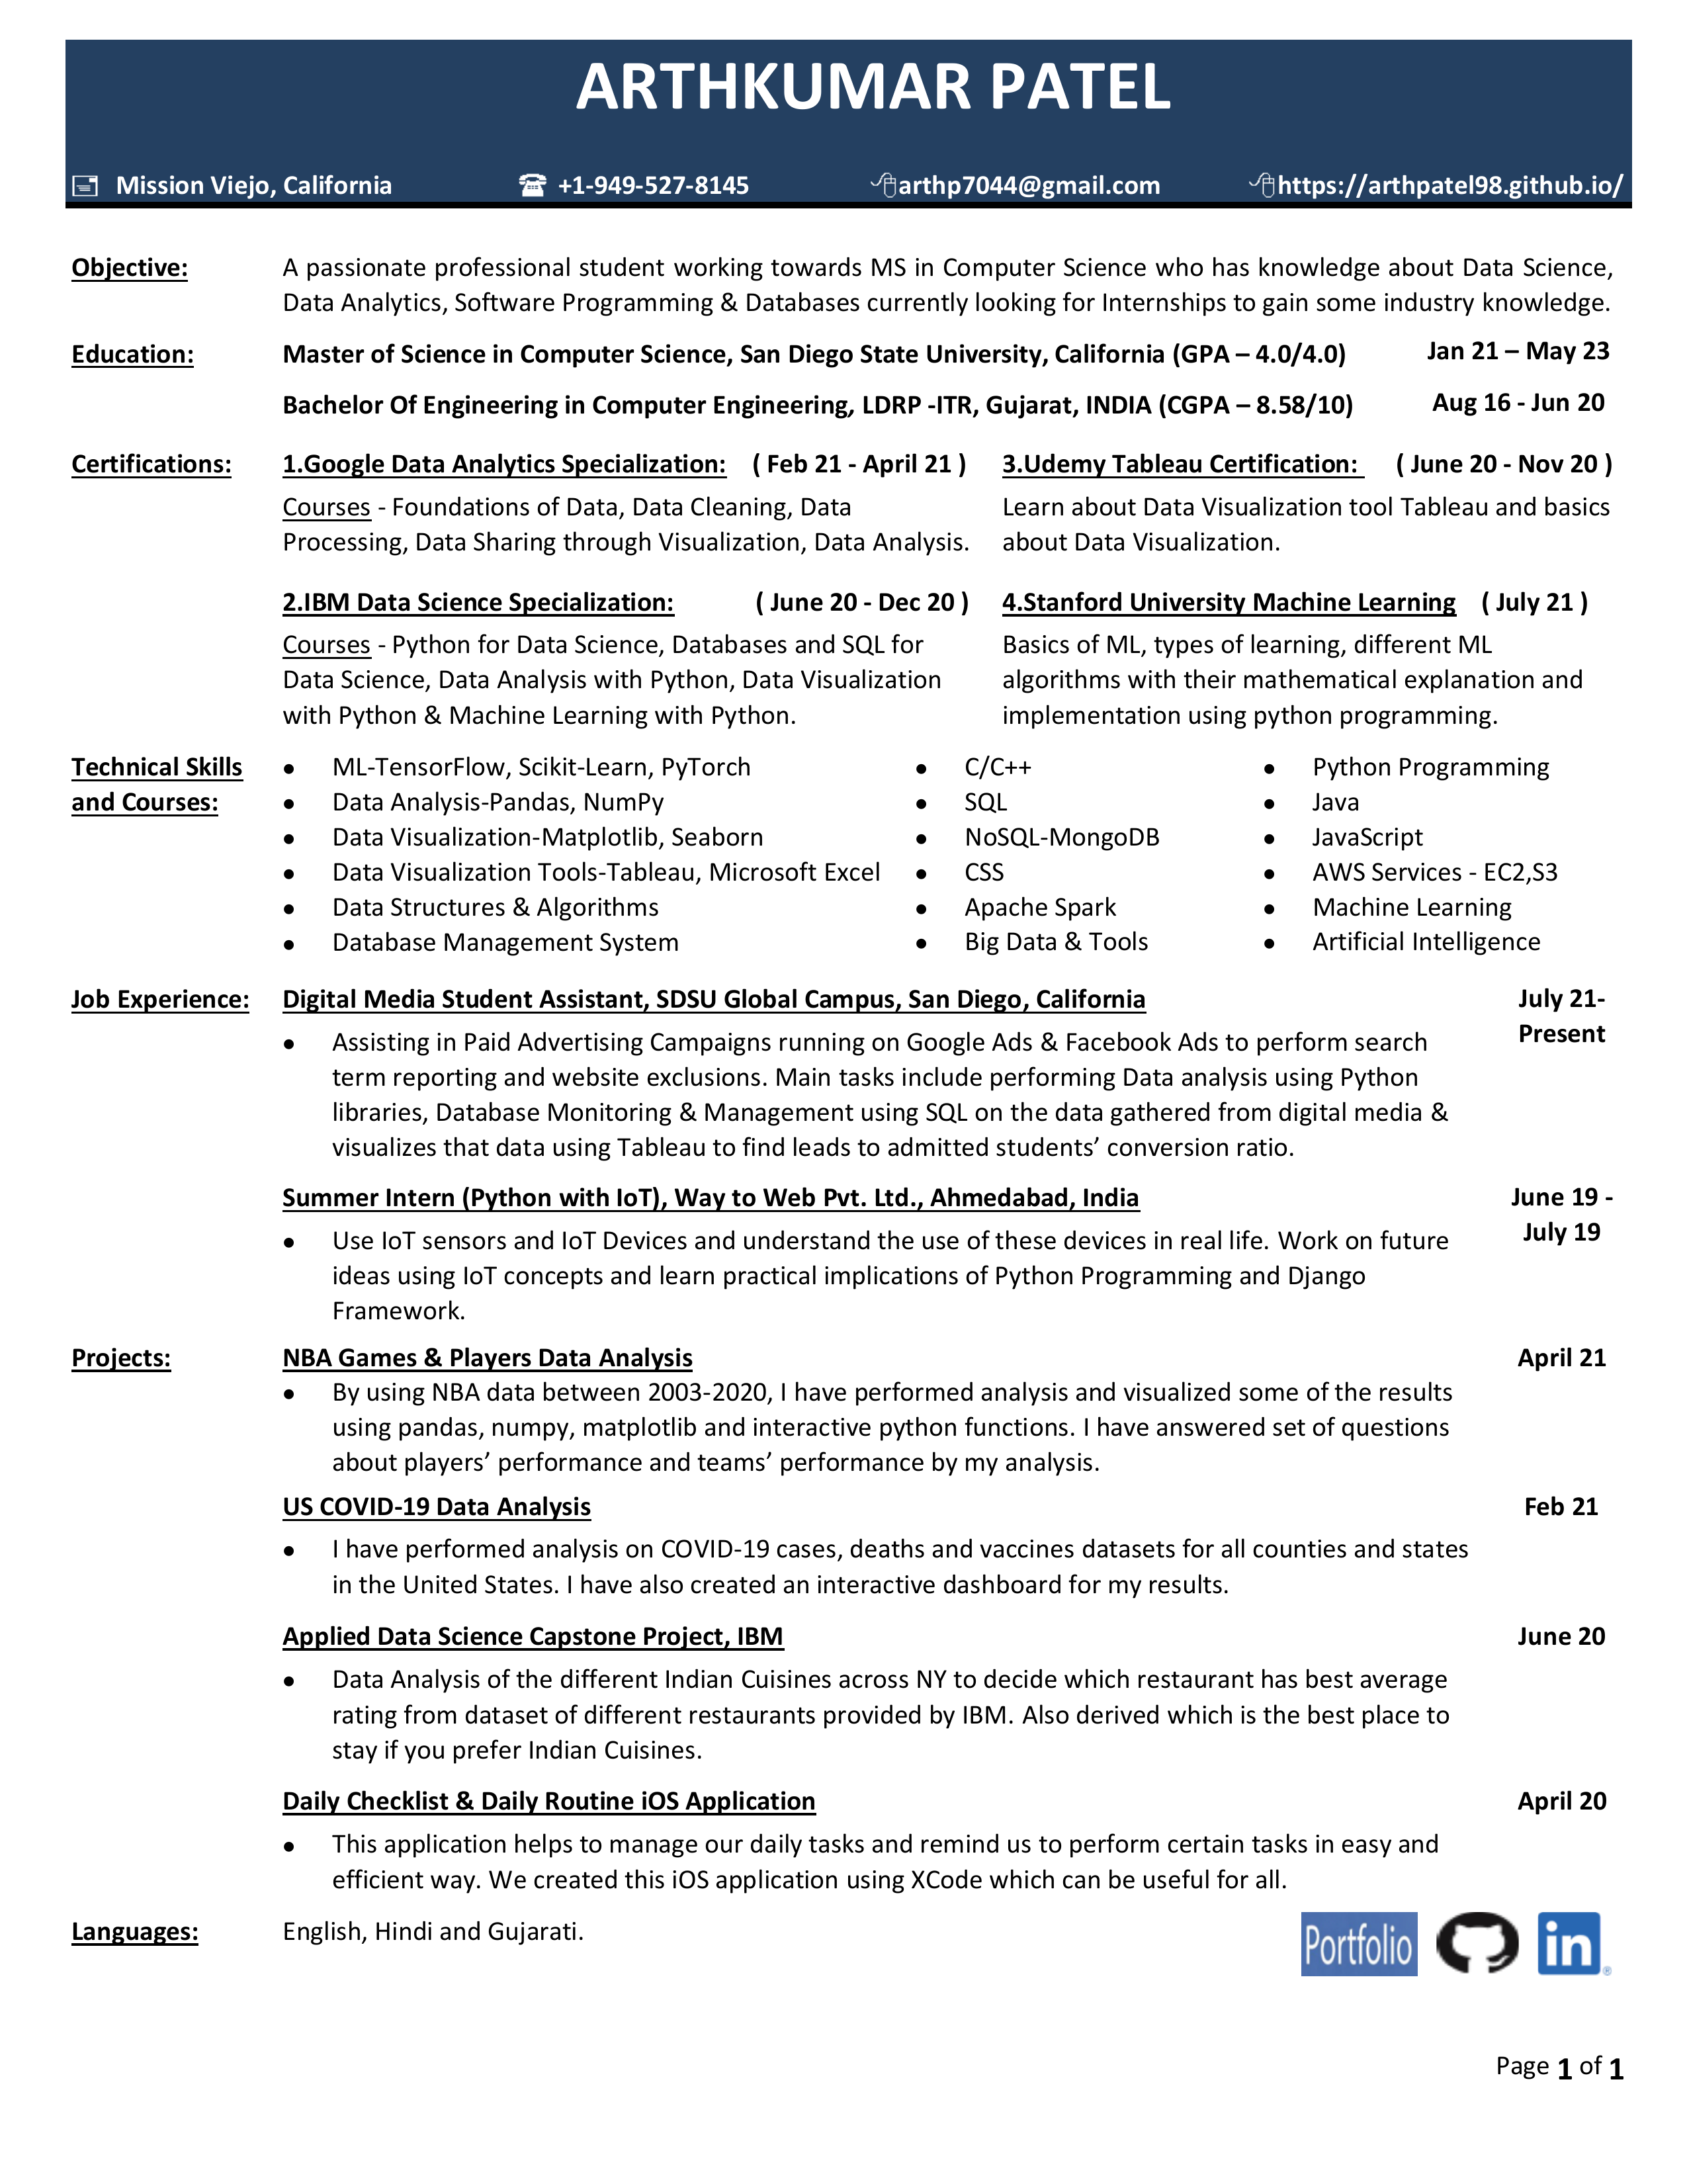 ARTHKUMAR PATEL
Mission Viejo, California +1-949-527-8145 arthp7044@gmail.com https://arthpatel98.github.io/
Objective: A passionate professional student working towards MS in Computer Science who has knowledge about Data Science,
Data Analytics, Software Programming & Databases currently looking for Internships to gain some industry knowledge.
Education: Master of Science in Computer Science, San Diego State University, California (GPA – 4.0/4.0) Jan 21 – May 23
Bachelor Of Engineering in Computer Engineering, LDRP -ITR, Gujarat, INDIA (CGPA – 8.58/10) Aug 16 - Jun 20
Certifications: 1.Google Data Analytics Specialization: ( Feb 21 - April 21 )
Courses - Foundations of Data, Data Cleaning, Data
Processing, Data Sharing through Visualization, Data Analysis.
2.IBM Data Science Specialization: ( June 20 - Dec 20 )
Courses - Python for Data Science, Databases and SQL for
Data Science, Data Analysis with Python, Data Visualization
with Python & Machine Learning with Python.
3.Udemy Tableau Certification: ( June 20 - Nov 20 )
Learn about Data Visualization tool Tableau and basics
about Data Visualization.
4.Stanford University Machine Learning ( July 21 )
Basics of ML, types of learning, different ML
algorithms with their mathematical explanation and
implementation using python programming.
Technical Skills
and Courses:
• ML-TensorFlow, Scikit-Learn, PyTorch
• Data Analysis-Pandas, NumPy
• Data Visualization-Matplotlib, Seaborn
• Data Visualization Tools-Tableau, Microsoft Excel
• Data Structures & Algorithms
• Database Management System
• C/C++
• SQL
• NoSQL-MongoDB
• CSS
• Apache Spark
• Big Data & Tools
• Python Programming
• Java
• JavaScript
• AWS Services - EC2,S3
• Machine Learning
• Artificial Intelligence
Job Experience: Digital Media Student Assistant, SDSU Global Campus, San Diego, California
July 21-
Present
• Assisting in Paid Advertising Campaigns running on Google Ads & Facebook Ads to perform search
term reporting and website exclusions. Main tasks include performing Data analysis using Python
libraries, Database Monitoring & Management using SQL on the data gathered from digital media &
visualizes that data using Tableau to find leads to admitted students’ conversion ratio.
Summer Intern (Python with IoT), Way to Web Pvt. Ltd., Ahmedabad, India
June 19 -
July 19
• Use IoT sensors and IoT Devices and understand the use of these devices in real life. Work on future
ideas using IoT concepts and learn practical implications of Python Programming and Django
Framework.
Projects: NBA Games & Players Data Analysis April 21
• By using NBA data between 2003-2020, I have performed analysis and visualized some of the results
using pandas, numpy, matplotlib and interactive python functions. I have answered set of questions
about players’ performance and teams’ performance by my analysis.
US COVID-19 Data Analysis Feb 21
• I have performed analysis on COVID-19 cases, deaths and vaccines datasets for all counties and states
in the United States. I have also created an interactive dashboard for my results.
Applied Data Science Capstone Project, IBM June 20
• Data Analysis of the different Indian Cuisines across NY to decide which restaurant has best average
rating from dataset of different restaurants provided by IBM. Also derived which is the best place to
stay if you prefer Indian Cuisines.
Daily Checklist & Daily Routine iOS Application April 20
• This application helps to manage our daily tasks and remind us to perform certain tasks in easy and
efficient way. We created this iOS application using XCode which can be useful for all.
Languages: English, Hindi and Gujarati.
Portfolio in®
Page 1 of 1